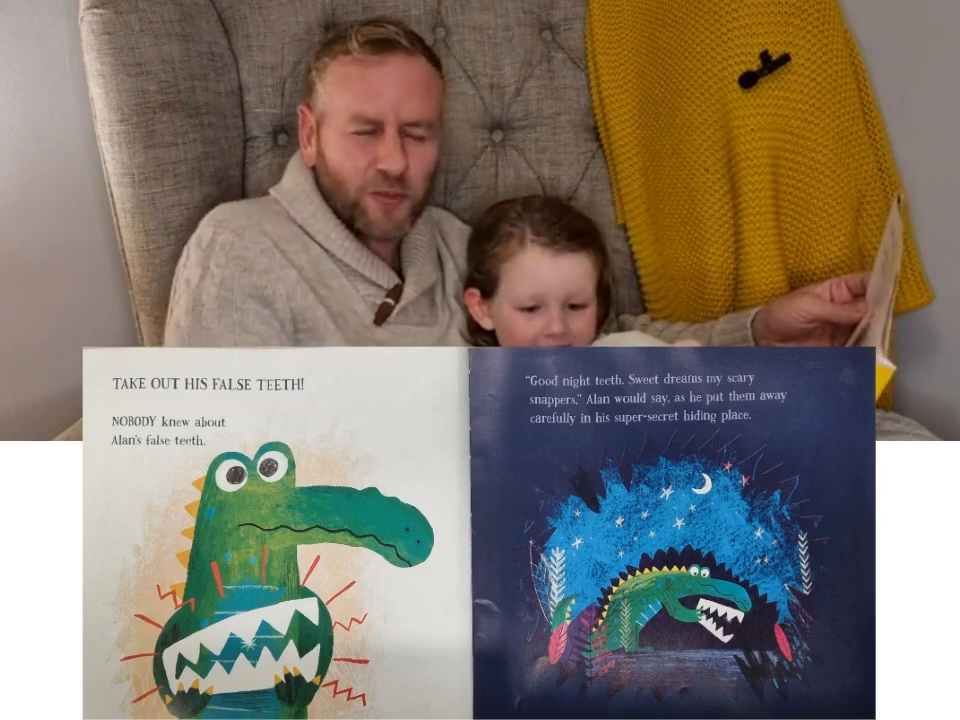 TAKE OUT HIS FALSE TEETH!
NOBODY knew about
Alan's false teeth.
"Good night teeth. Sweet dreams my scary
snappers," Alan would say, as he put them away
carefully in his super-secret hiding place.